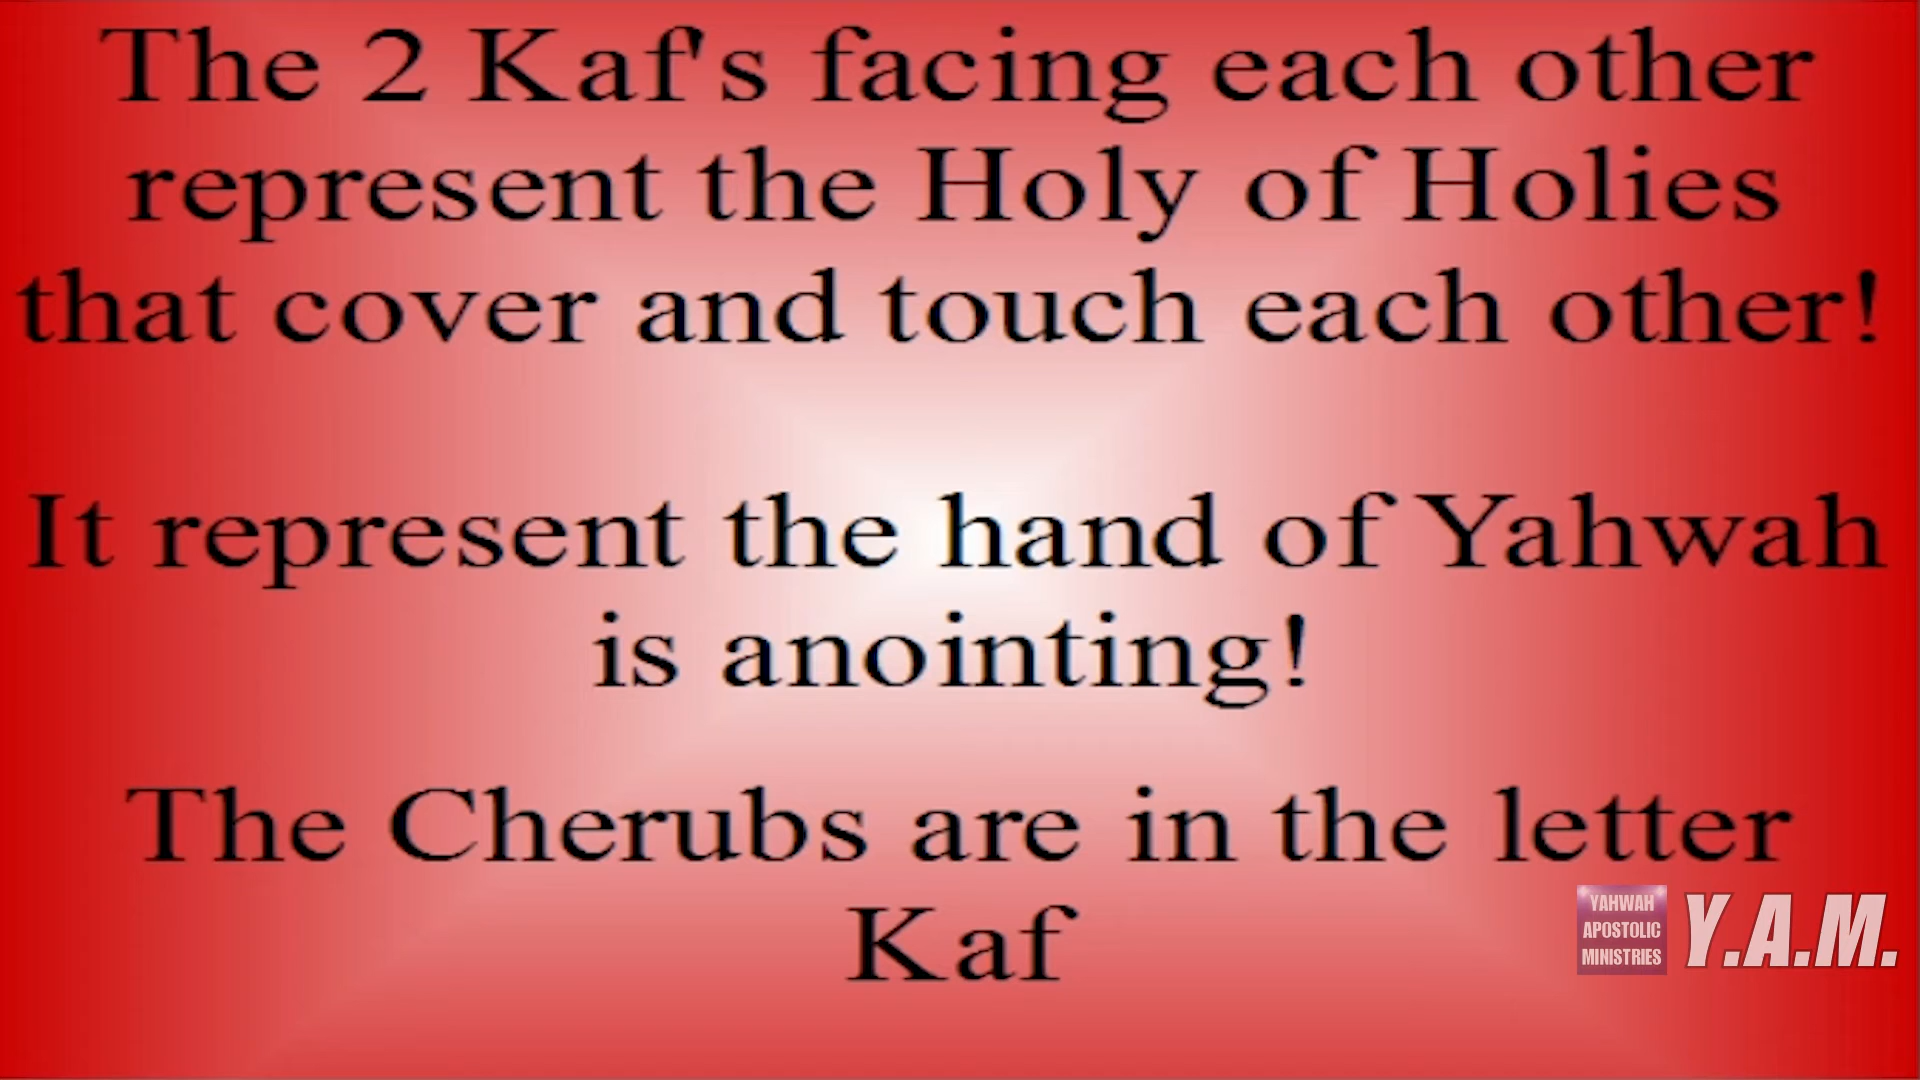 The 2 Kaf's facing each other
represent the Holy of Holies
that cover and touch each other!
It represent the hand of Yahwah
is anointing!
The Cherubs are in the letter
Kaf
YAHWAH
APOSTOLIC
MINISTRIES
Y.A.M.